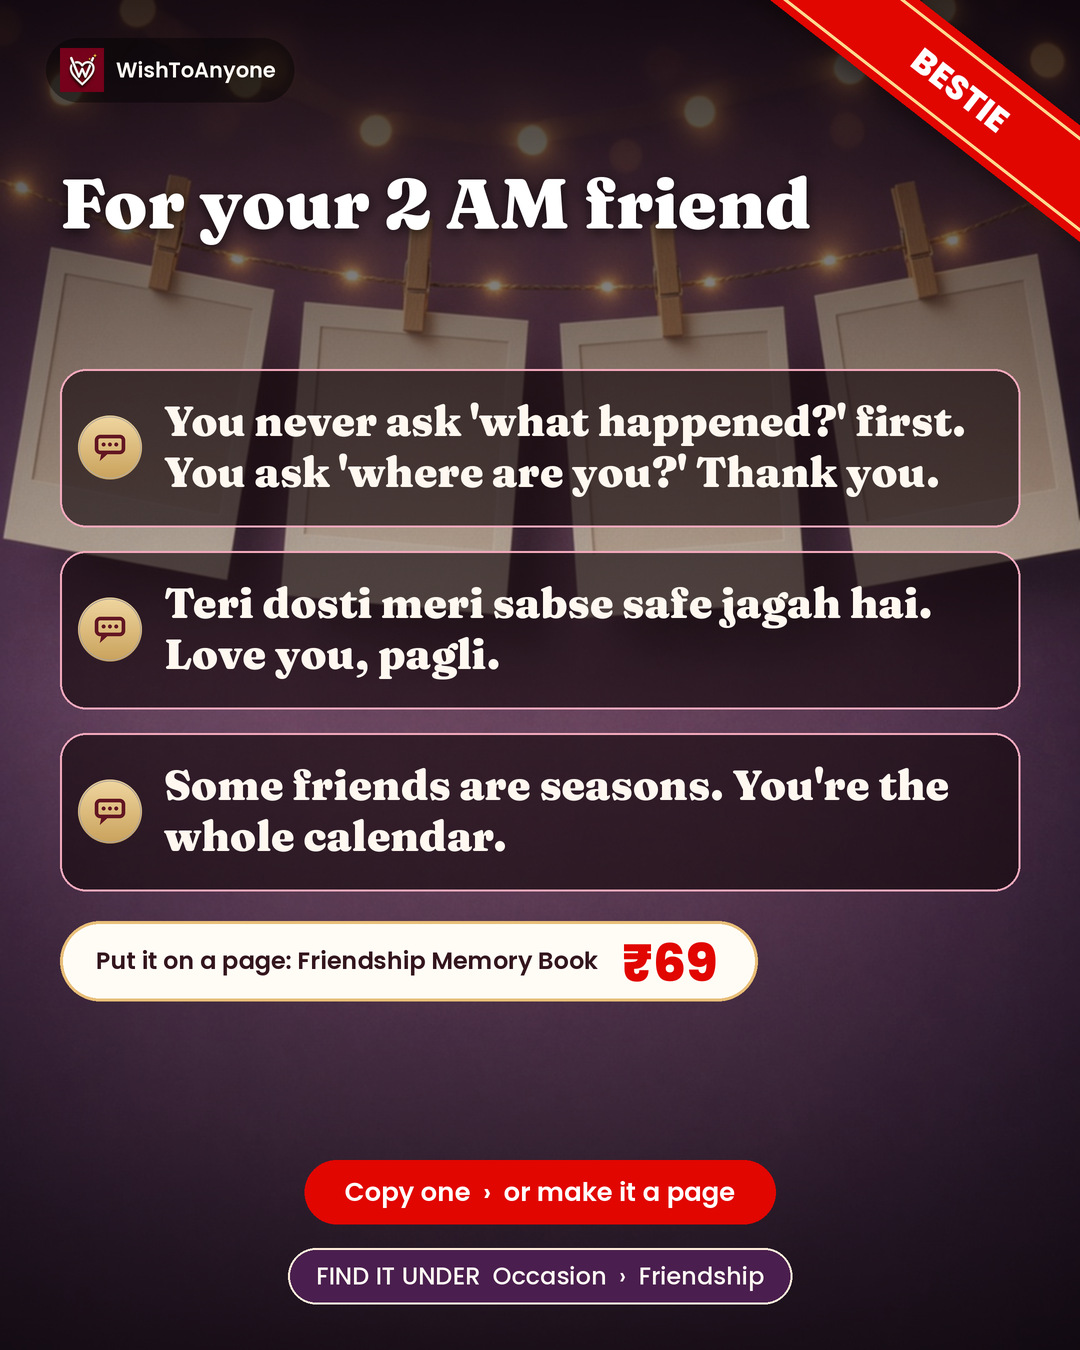 WishToAnyone
BESTIE
For your 2 AM friend
You never ask 'what happened?' first.
You ask 'where are you?' Thank you.
Teri dosti meri sabse safe jagah hai.
Love you, pagli.
Some friends are seasons. You're the
whole calendar.
Put it on a page: Friendship Memory Book ₹69
Copy one › or make it a page
FIND IT UNDER Occasion › Friendship